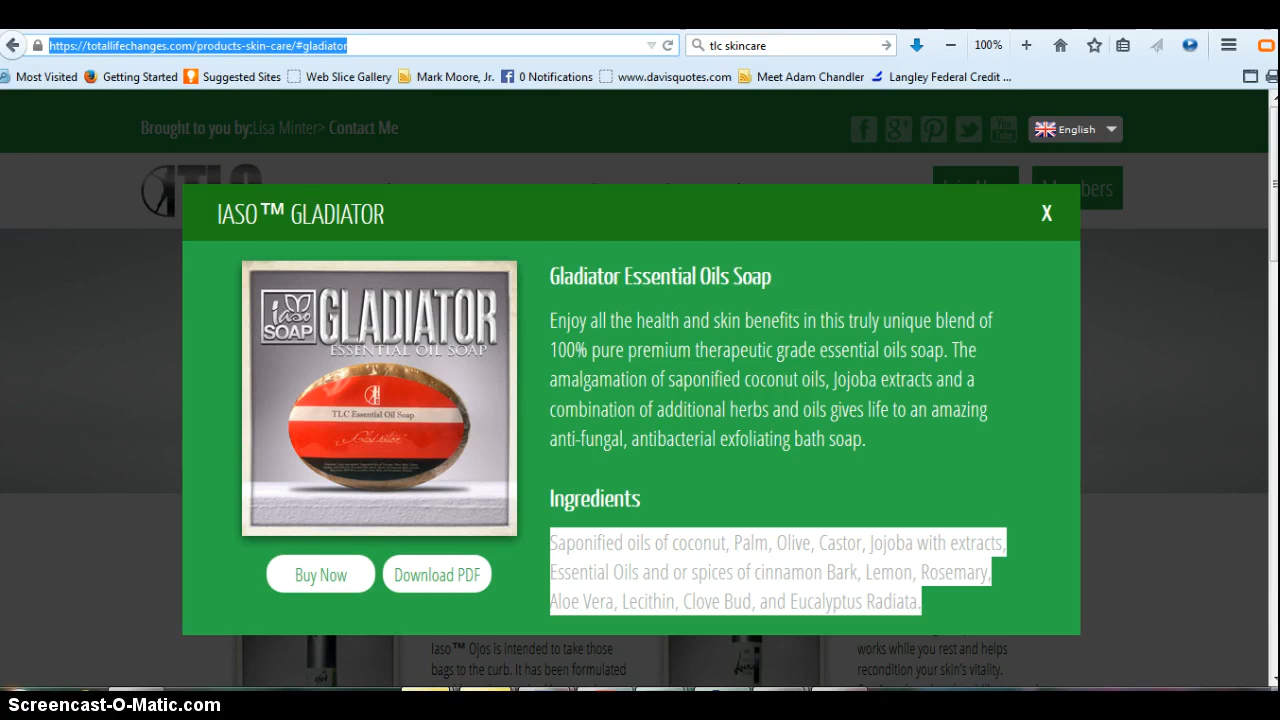 https://totallifechanges.com/products-skin-care/#gladiator
tlc skincare
100%
Most Visited
Getting Started
Suggested Sites
Web Slice Gallery
Mark Moore, Jr.
0 Notifications
www.davisquotes.com
Meet Adam Chandler
Langley Federal Credit ...
Brought to you by:Lisa Minter> Contact Me
English
TLC
Join Now
Members
IASO™ GLADIATOR
X
iaso
SOAP
GLADIATOR
ESSENTIAL OIL SOAP
TLC Essential Oil Soap
Gladiator
Buy Now
Download PDF
Gladiator Essential Oils Soap
Enjoy all the health and skin benefits in this truly unique blend of
100% pure premium therapeutic grade essential oils soap. The
amalgamation of saponified coconut oils, Jojoba extracts and a
combination of additional herbs and oils gives life to an amazing
anti-fungal, antibacterial exfoliating bath soap.
Ingredients
Saponified oils of coconut, Palm, Olive, Castor, Jojoba with extracts,
Essential Oils and or spices of cinnamon Bark, Lemon, Rosemary,
Aloe Vera, Lecithin, Clove Bud, and Eucalyptus Radiata.
Iaso™ Ojos is intended to take those
bags to the curb. It has been formulated
works while you rest and helps
recondition your skin's vitality.
Screencast-O-Matic.com